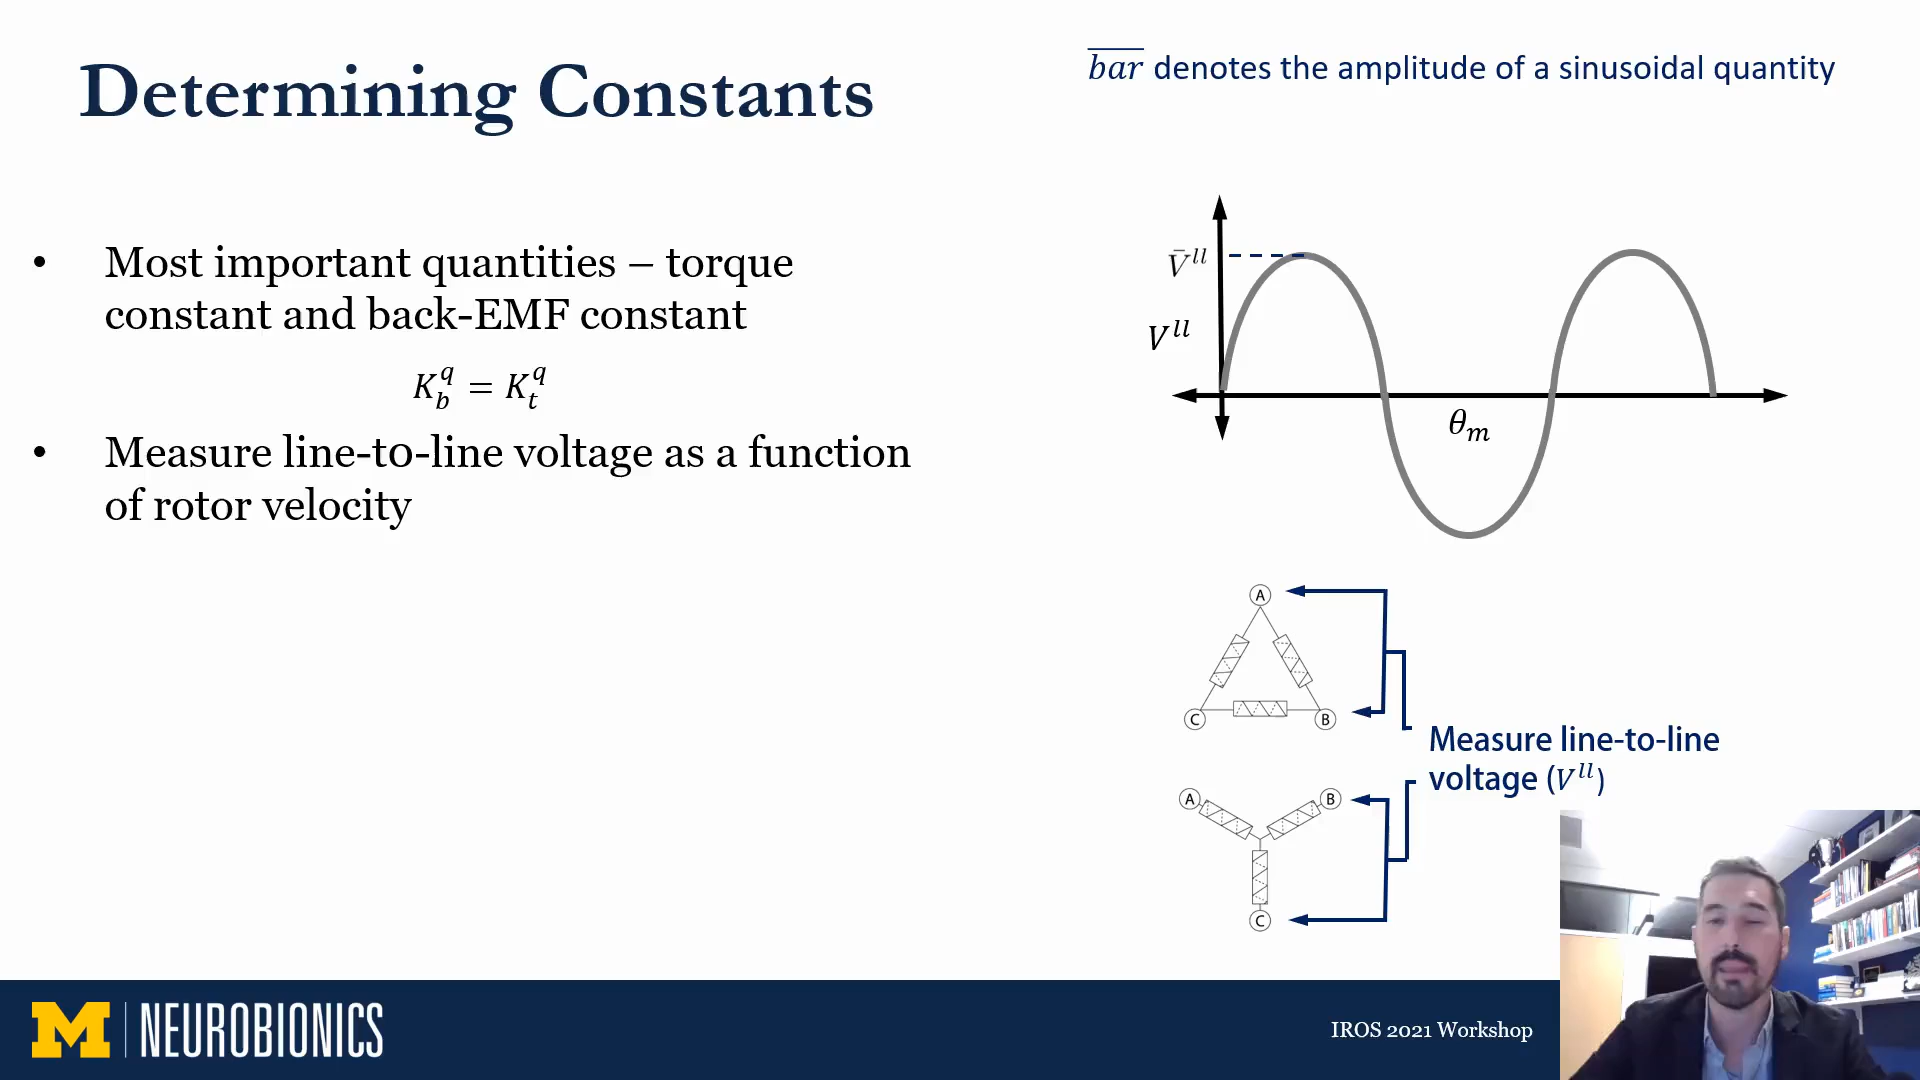 Determining Constants
b̅a̅r̅ denotes the amplitude of a sinusoidal quantity
• Most important quantities – torque
constant and back-EMF constant
K_b^q = K_t^q
• Measure line-to-line voltage as a function
of rotor velocity
V̄^ll
V^ll
θ_m
A
C
B
Measure line-to-line
voltage (V^ll)
A
B
C
M NEUROBIONICS
IROS 2021 Workshop